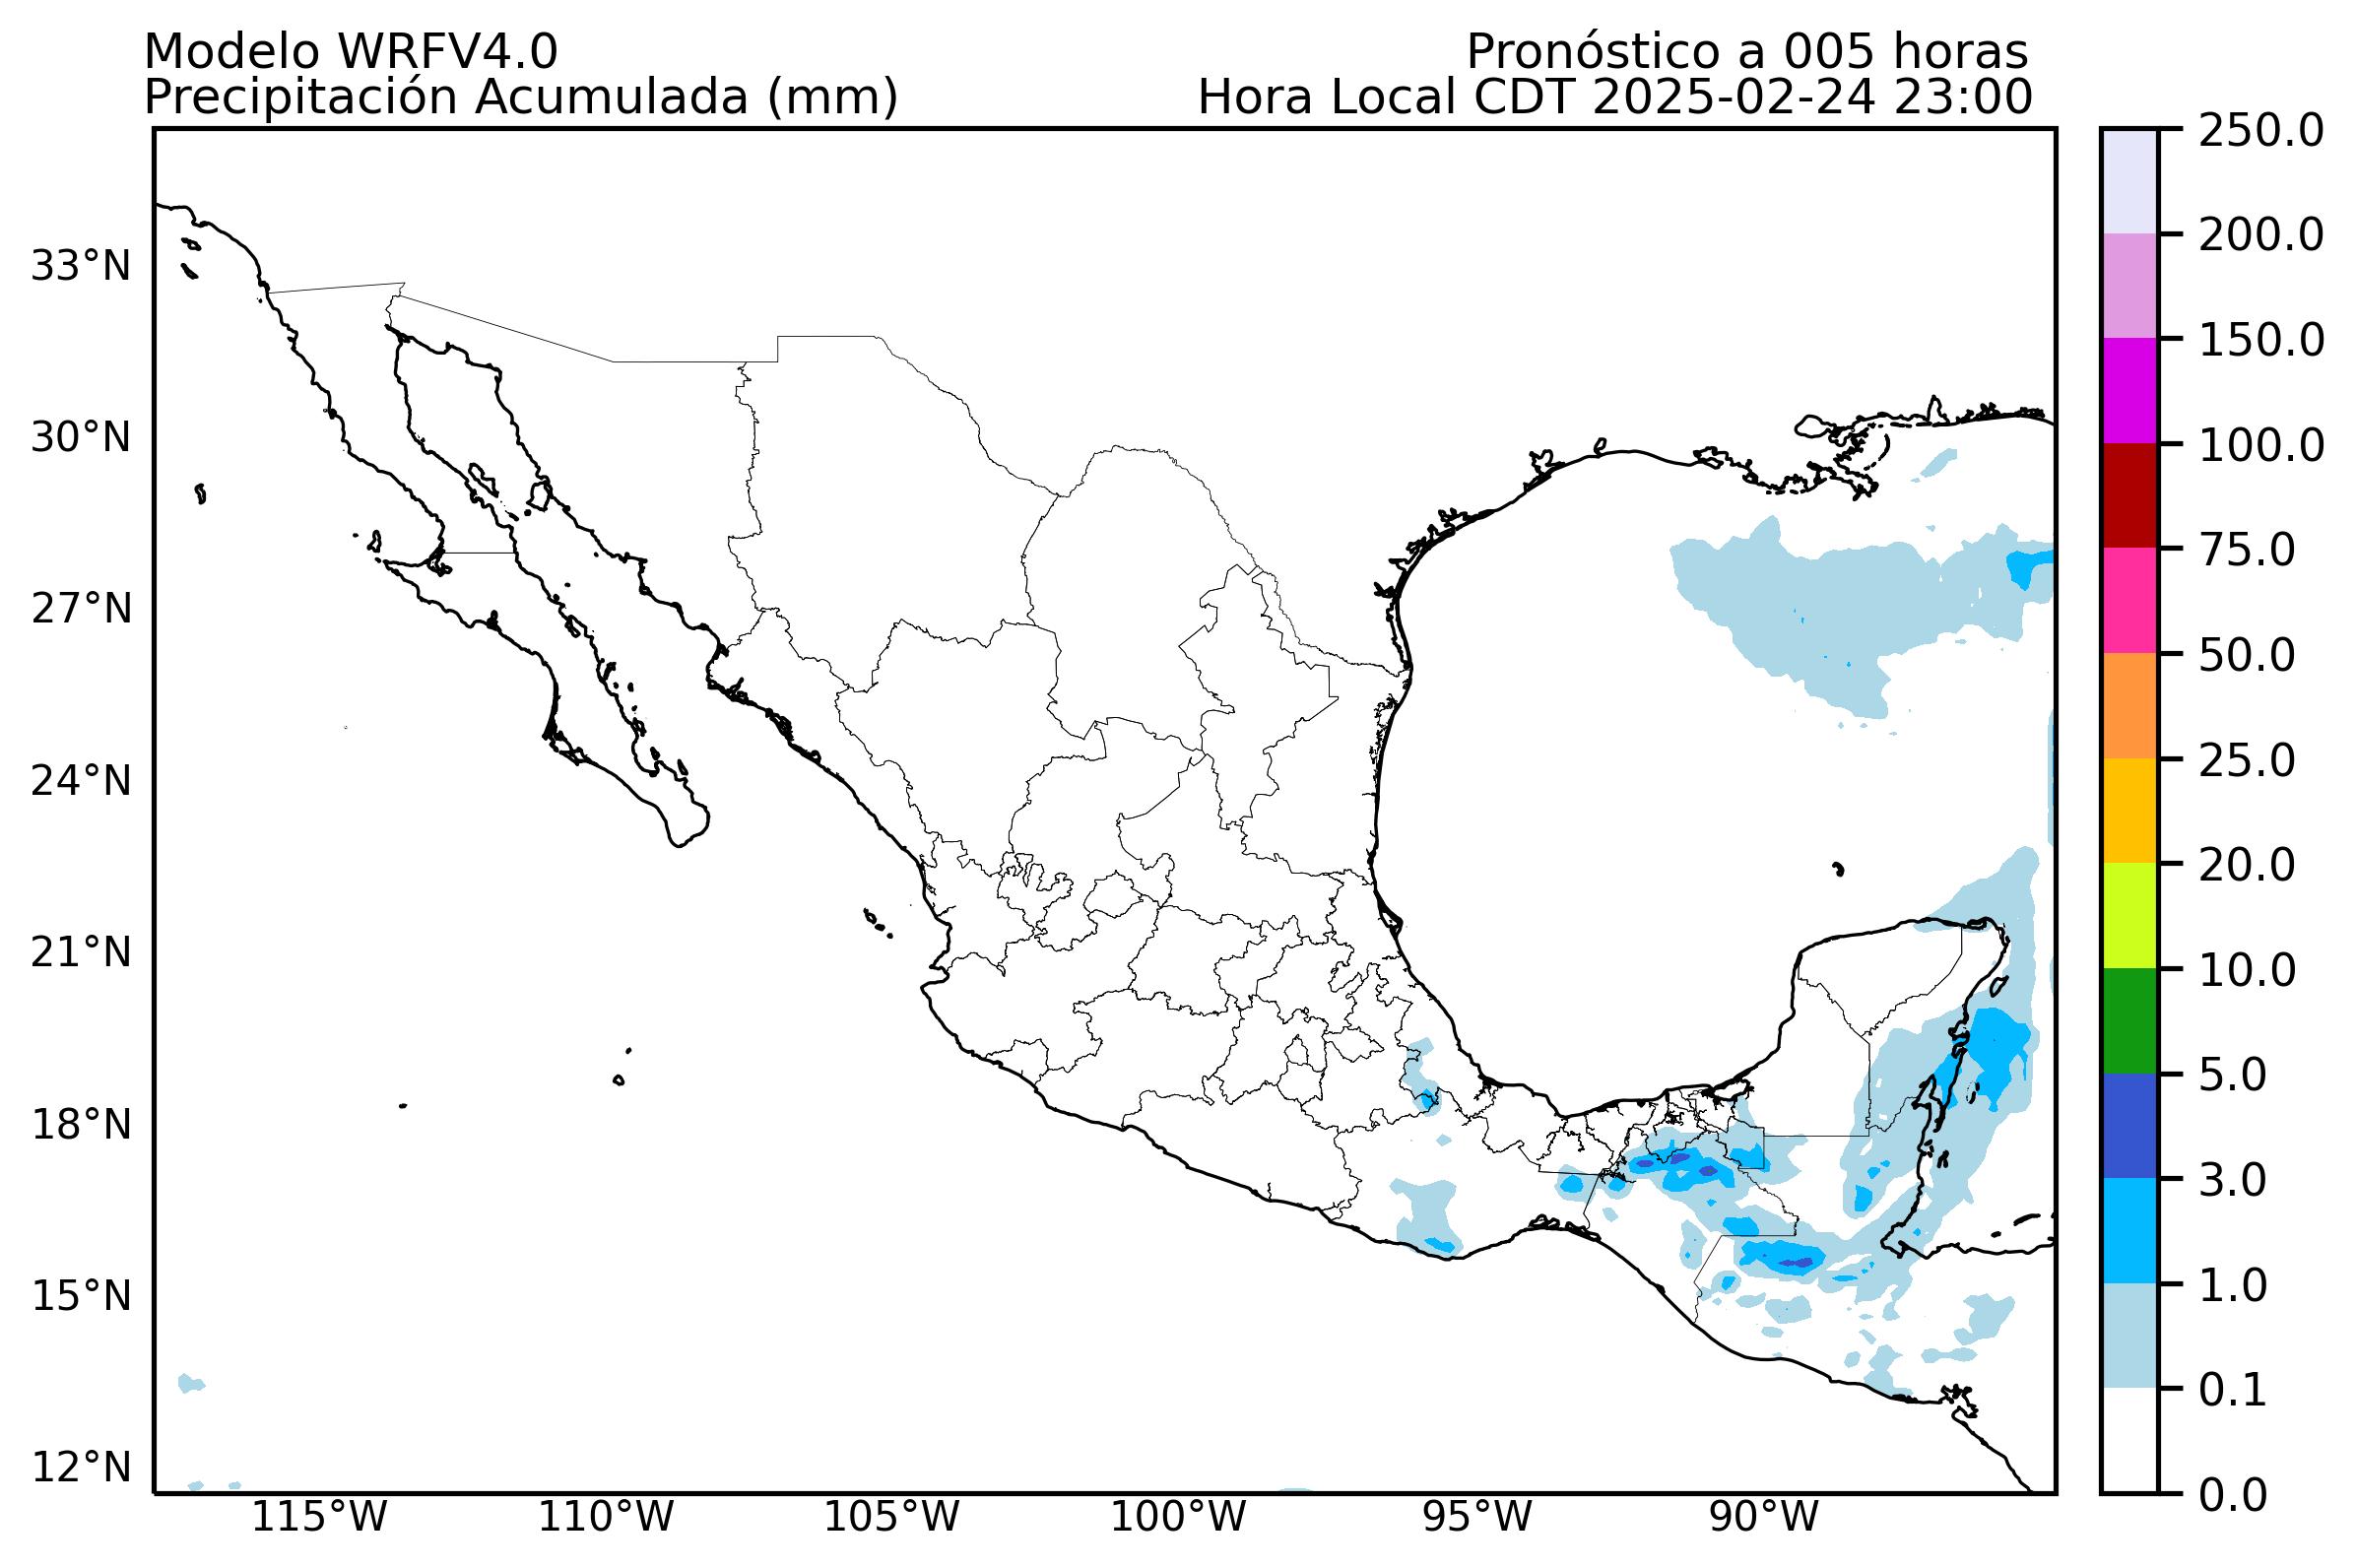 Modelo WRFV4.0
Pronóstico a 005 horas
Precipitación Acumulada (mm)
Hora Local CDT 2025-02-24 23:00
33°N
30°N
27°N
24°N
21°N
18°N
15°N
12°N
115°W
110°W
105°W
100°W
95°W
90°W
250.0
200.0
150.0
100.0
75.0
50.0
25.0
20.0
10.0
5.0
3.0
1.0
0.1
0.0